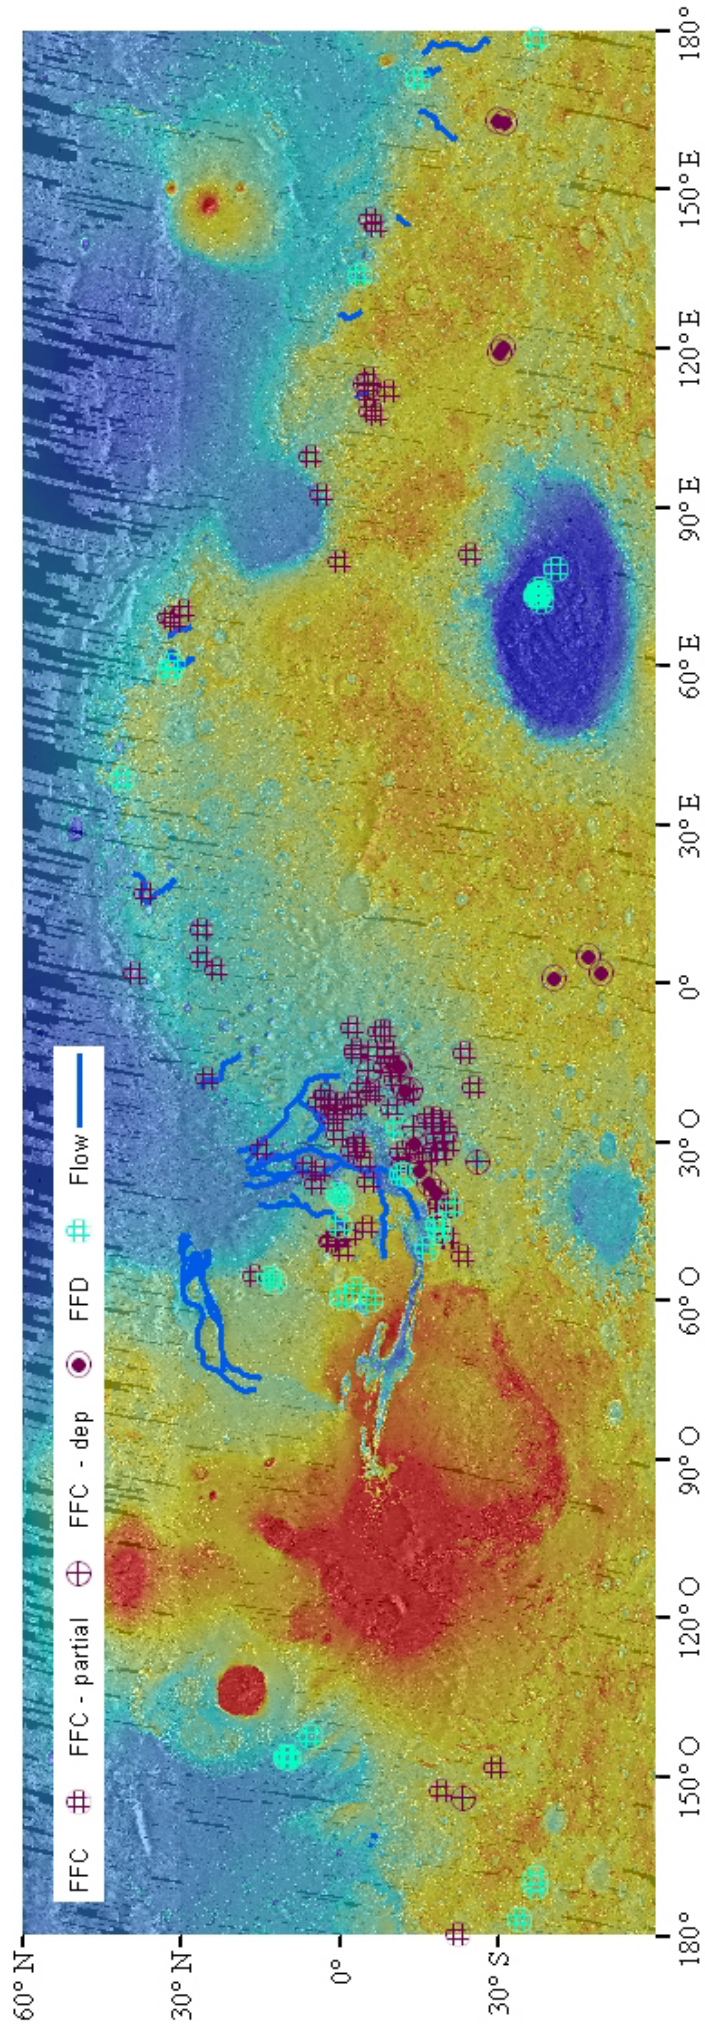 FFC FFC - partial FFC - dep FFD Flow
60° N
30° N
0°
30° S
180° 150° O 120° O 90° O 60° O 30° O 0° 30° E 60° E 90° E 120° E 150° E 180°